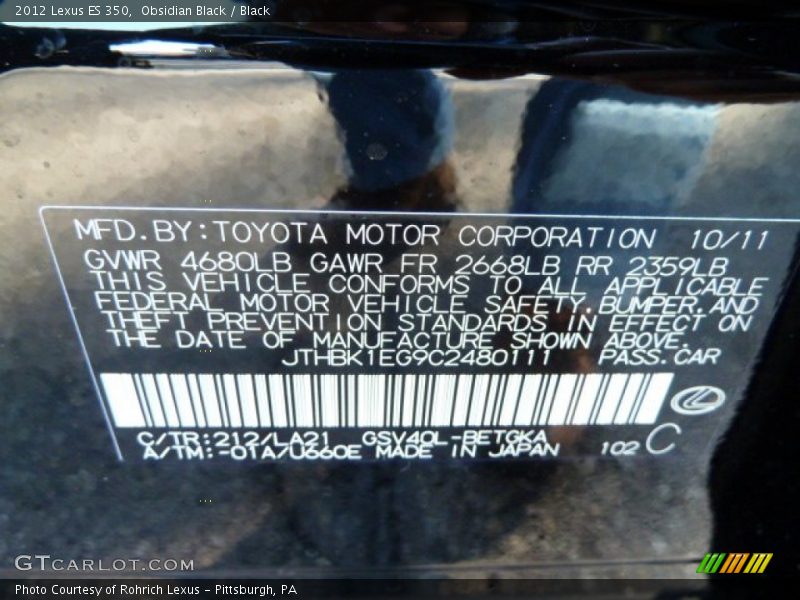 2012 Lexus ES 350, Obsidian Black / Black
MFD.BY:TOYOTA MOTOR CORPORATION 10/11
GVWR 4680LB GAWR FR 2668LB RR 2359LB
THIS VEHICLE CONFORMS TO ALL APPLICABLE
FEDERAL MOTOR VEHICLE SAFETY,BUMPER,AND
THEFT PREVENTION STANDARDS IN EFFECT ON
THE DATE OF MANUFACTURE SHOWN ABOVE.
JTHBK1EG9C2480111 PASS.CAR
C/TR:212/LA21 GSV40L-BETGKA
A/TM:-01A/U660E MADE IN JAPAN 102 C
GTCARLOT.COM
Photo Courtesy of Rohrich Lexus - Pittsburgh, PA